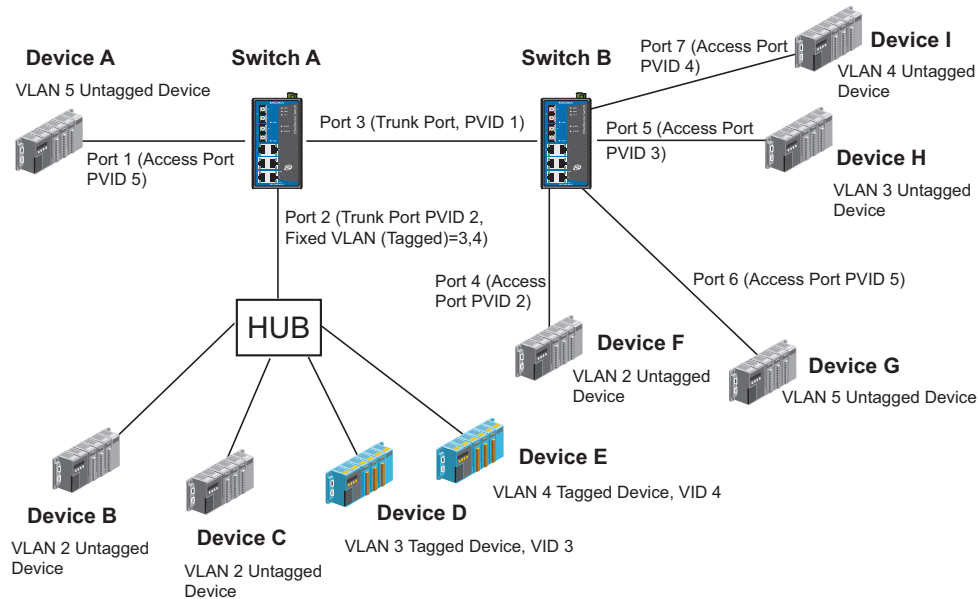 Device A
VLAN 5 Untagged Device
Switch A
Switch B
Port 7 (Access Port
PVID 4)
Device I
VLAN 4 Untagged
Device
Port 1 (Access Port
PVID 5)
Port 3 (Trunk Port, PVID 1)
Port 5 (Access Port
PVID 3)
Device H
VLAN 3 Untagged
Device
Port 2 (Trunk Port PVID 2,
Fixed VLAN (Tagged)=3,4)
Port 4 (Access
Port PVID 2)
Port 6 (Access Port PVID 5)
HUB
Device F
VLAN 2 Untagged
Device
Device G
VLAN 5 Untagged Device
Device B
VLAN 2 Untagged
Device
Device C
VLAN 2 Untagged
Device
Device D
VLAN 3 Tagged Device, VID 3
Device E
VLAN 4 Tagged Device, VID 4